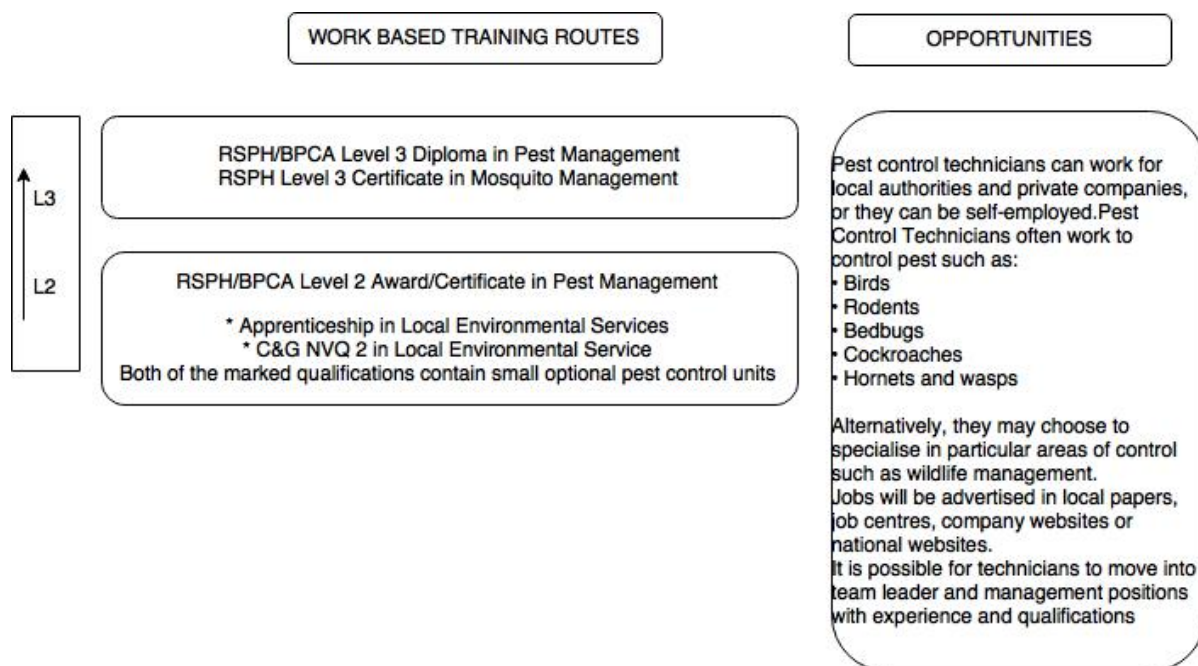 WORK BASED TRAINING ROUTES
OPPORTUNITIES
L3
L2
RSPH/BPCA Level 3 Diploma in Pest Management
RSPH Level 3 Certificate in Mosquito Management
RSPH/BPCA Level 2 Award/Certificate in Pest Management
* Apprenticeship in Local Environmental Services
* C&G NVQ 2 in Local Environmental Service
Both of the marked qualifications contain small optional pest control units
Pest control technicians can work for
local authorities and private companies,
or they can be self-employed.Pest
Control Technicians often work to
control pest such as:
• Birds
• Rodents
• Bedbugs
• Cockroaches
• Hornets and wasps
Alternatively, they may choose to
specialise in particular areas of control
such as wildlife management.
Jobs will be advertised in local papers,
job centres, company websites or
national websites.
It is possible for technicians to move into
team leader and management positions
with experience and qualifications